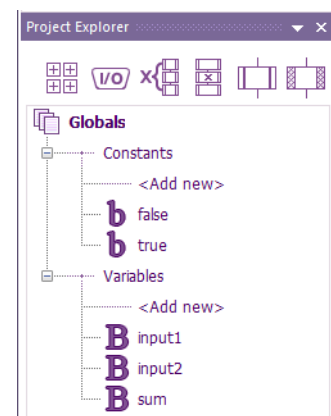 Project Explorer
I/O X{ x
Globals
Constants
<Add new>
b false
b true
Variables
<Add new>
B input1
B input2
B sum